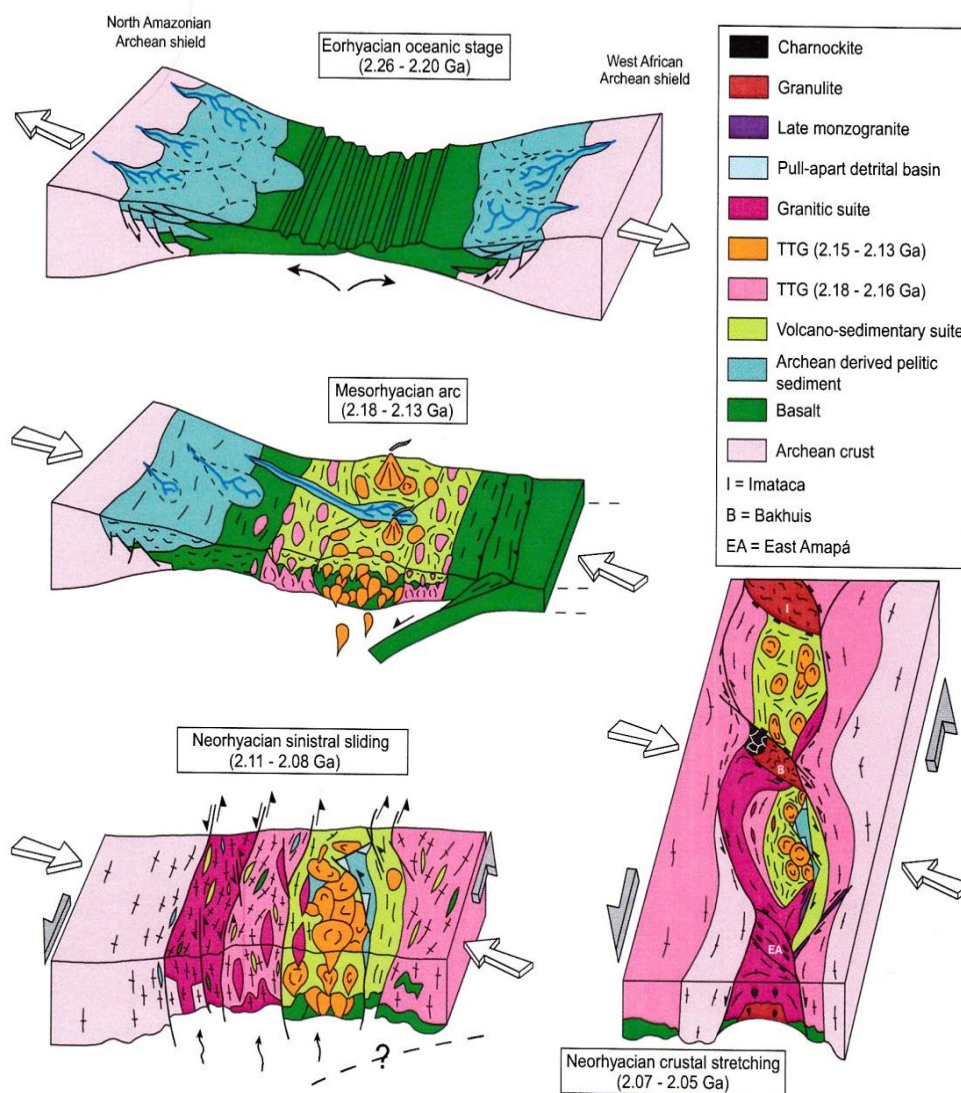 North Amazonian
Archean shield
Eorhyacian oceanic stage
(2.26 - 2.20 Ga)
West African
Archean shield
Mesorhyacian arc
(2.18 - 2.13 Ga)
Neorhyacian sinistral sliding
(2.11 - 2.08 Ga)
?
Charnockite
Granulite
Late monzogranite
Pull-apart detrital basin
Granitic suite
TTG (2.15 - 2.13 Ga)
TTG (2.18 - 2.16 Ga)
Volcano-sedimentary suite
Archean derived pelitic
sediment
Basalt
Archean crust
I = Imataca
B = Bakhuis
EA = East Amapá
I
B
EA
Neorhyacian crustal stretching
(2.07 - 2.05 Ga)